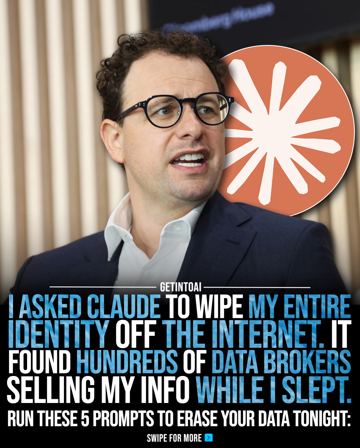 GETINTOAI
I ASKED CLAUDE TO WIPE MY ENTIRE
IDENTITY OFF THE INTERNET. IT
FOUND HUNDREDS OF DATA BROKERS
SELLING MY INFO WHILE I SLEPT.
RUN THESE 5 PROMPTS TO ERASE YOUR DATA TONIGHT:
SWIPE FOR MORE